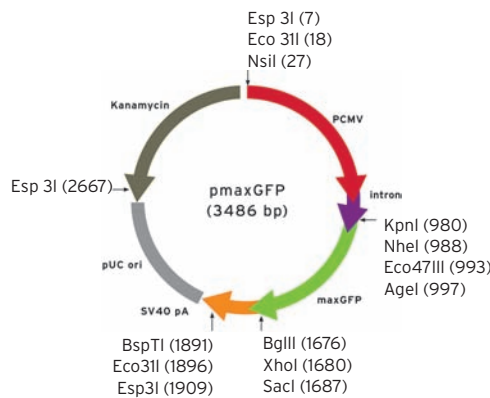 Esp 3I (7)
Eco 31I (18)
NsiI (27)
Kanamycin
PCMV
Esp 3I (2667)
pmaxGFP
(3486 bp)
intron
KpnI (980)
NheI (988)
Eco47III (993)
AgeI (997)
pUC ori
maxGFP
SV40 pA
BspTI (1891)
Eco31I (1896)
Esp3I (1909)
BglII (1676)
XhoI (1680)
SacI (1687)